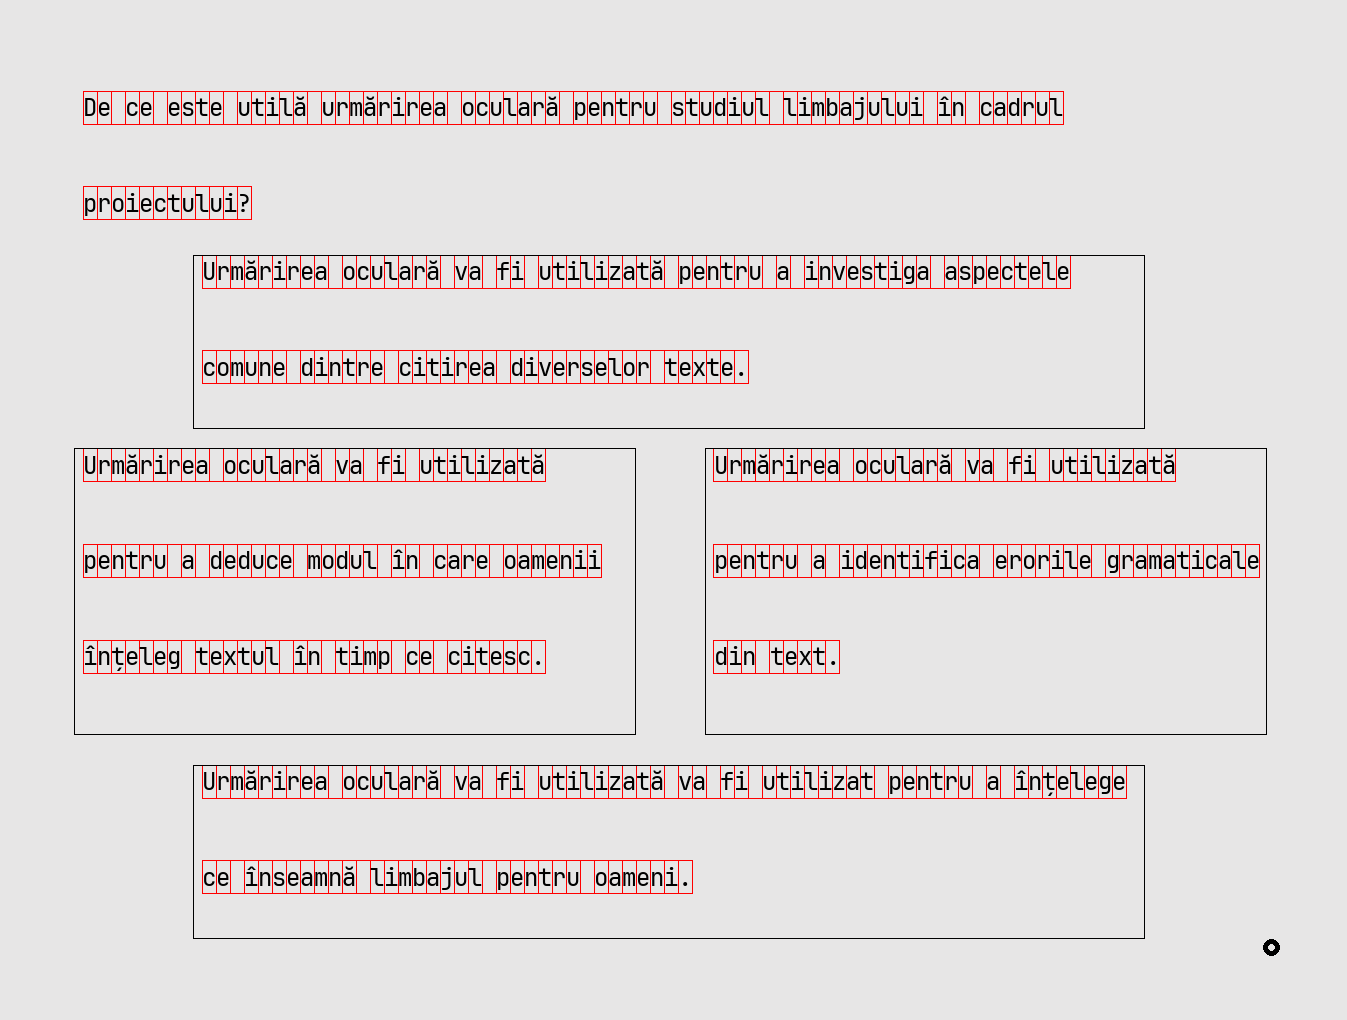 De ce este utilă urmărirea oculară pentru studiul limbajului în cadrul
proiectului?
Urmărirea oculară va fi utilizată pentru a investiga aspectele
comune dintre citirea diverselor texte.
Urmărirea oculară va fi utilizată
pentru a deduce modul în care oamenii
înțeleg textul în timp ce citesc.
Urmărirea oculară va fi utilizată
pentru a identifica erorile gramaticale
din text.
Urmărirea oculară va fi utilizată va fi utilizat pentru a înțelege
ce înseamnă limbajul pentru oameni.